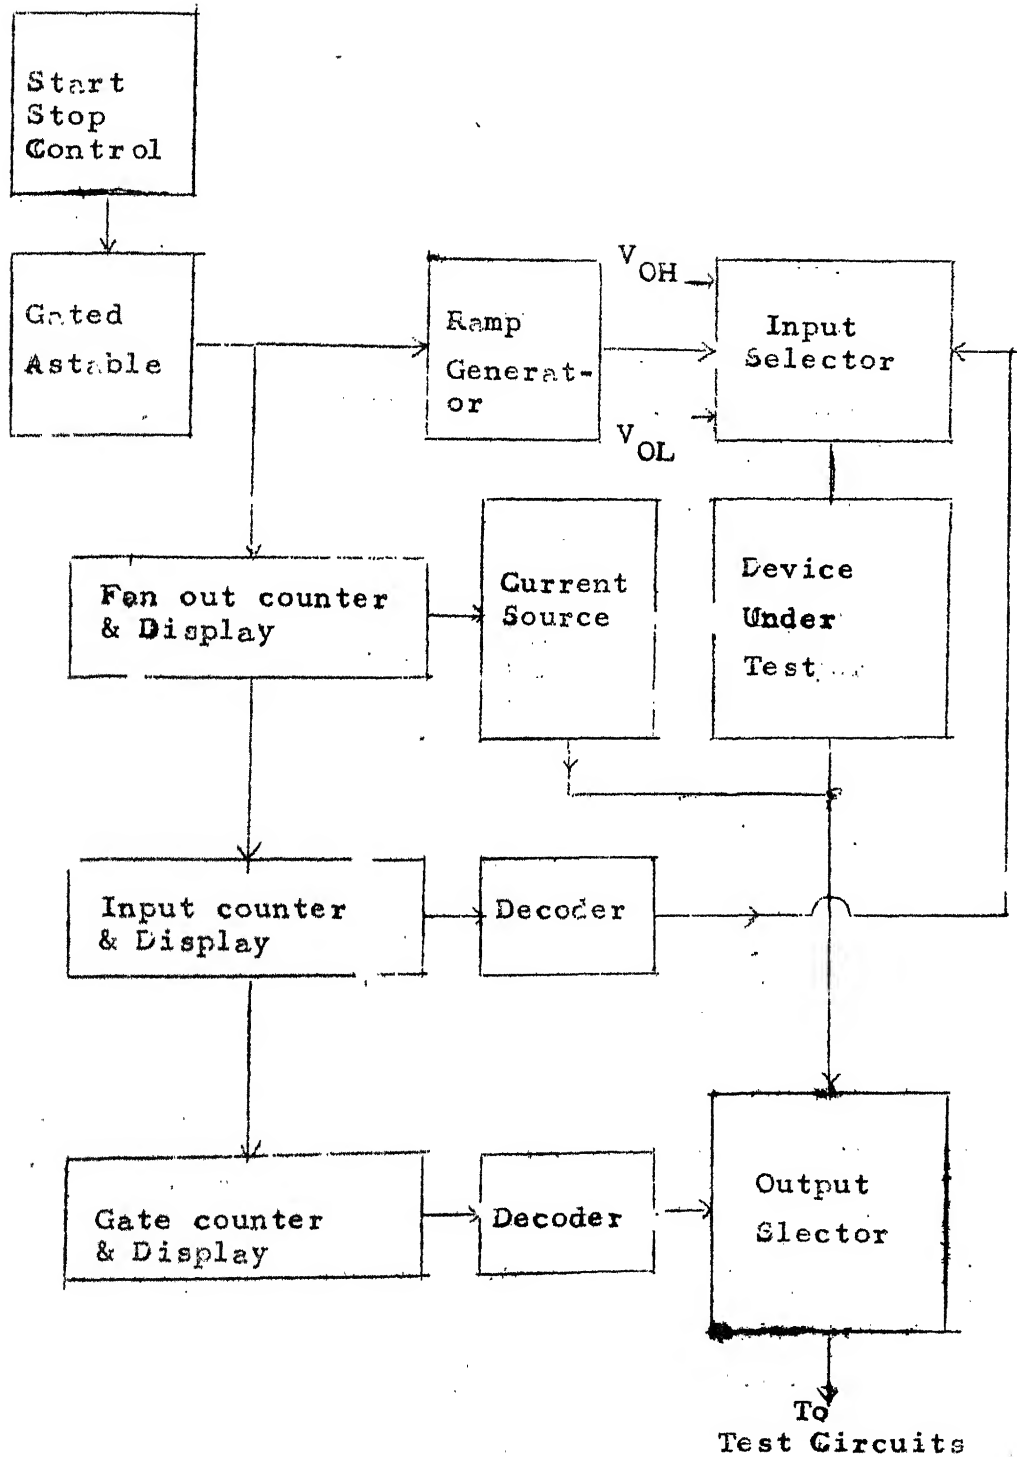 Start
Stop
Control
Gated
Astable
Ramp
Generat-
or
VOH
VOL
Input
Selector
Fan out counter
& Display
Current
Source
Device
Under
Test
Input counter
& Display
Decoder
Gate counter
& Display
Decoder
Output
Slector
To
Test Circuits